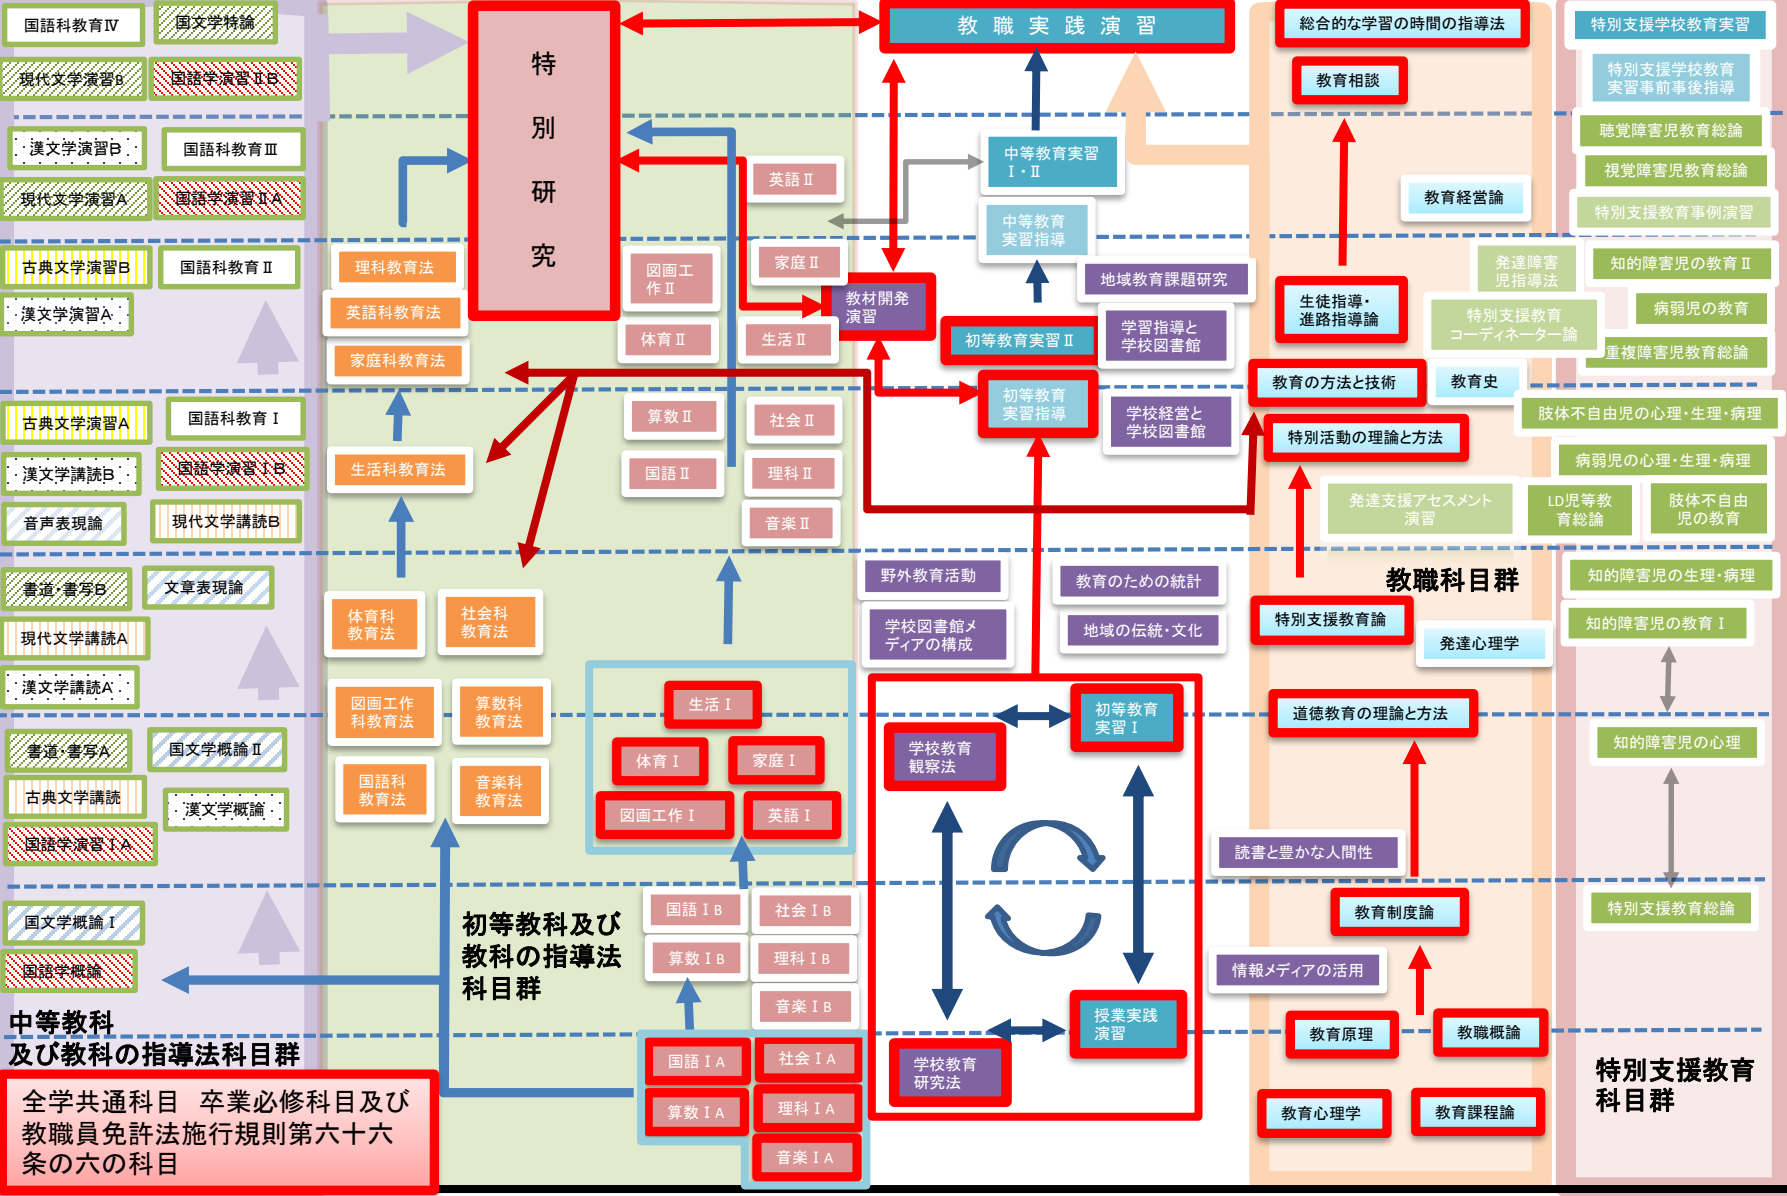 国語科教育Ⅳ
国文学特論
現代文学演習B
国語学演習ⅡB
漢文学演習B
国語科教育Ⅲ
現代文学演習A
国語学演習ⅡA
古典文学演習B
国語科教育Ⅱ
漢文学演習A
古典文学演習A
国語科教育Ⅰ
漢文学講読B
国語学演習ⅠB
音声表現論
現代文学講読B
書道・書写B
文章表現論
現代文学講読A
漢文学講読A
書道・書写A
国文学概論Ⅱ
古典文学講読
漢文学概論
国語学演習ⅠA
国文学概論Ⅰ
国語学概論
中等教科
及び教科の指導法科目群
全学共通科目　卒業必修科目及び
教職員免許法施行規則第六十六
条の六の科目
特
別
研
究
理科教育法
英語科教育法
家庭科教育法
生活科教育法
体育科
教育法
社会科
教育法
図画工作
科教育法
算数科
教育法
国語科
教育法
音楽科
教育法
初等教科及び
教科の指導法
科目群
英語Ⅱ
図画工
作Ⅱ
家庭Ⅱ
体育Ⅱ
生活Ⅱ
算数Ⅱ
社会Ⅱ
国語Ⅱ
理科Ⅱ
音楽Ⅱ
生活Ⅰ
体育Ⅰ
家庭Ⅰ
図画工作Ⅰ
英語Ⅰ
国語ⅠB
社会ⅠB
算数ⅠB
理科ⅠB
音楽ⅠB
国語ⅠA
社会ⅠA
算数ⅠA
理科ⅠA
音楽ⅠA
教職実践演習
中等教育実習
Ⅰ・Ⅱ
中等教育
実習指導
地域教育課題研究
教材開発
演習
初等教育実習Ⅱ
学習指導と
学校図書館
初等教育
実習指導
学校経営と
学校図書館
野外教育活動
教育のための統計
学校図書館メ
ディアの構成
地域の伝統・文化
初等教育
実習Ⅰ
学校教育
観察法
授業実践
演習
学校教育
研究法
読書と豊かな人間性
情報メディアの活用
総合的な学習の時間の指導法
教育相談
教育経営論
生徒指導・
進路指導論
教育の方法と技術
教育史
特別活動の理論と方法
教職科目群
特別支援教育論
発達心理学
道徳教育の理論と方法
教育制度論
教育原理
教職概論
教育心理学
教育課程論
特別支援学校教育実習
特別支援学校教育
実習事前事後指導
聴覚障害児教育総論
視覚障害児教育総論
特別支援教育事例演習
発達障害
児指導法
知的障害児の教育Ⅱ
病弱児の教育
特別支援教育
コーディネーター論
重複障害児教育総論
肢体不自由児の心理・生理・病理
病弱児の心理・生理・病理
発達支援アセスメント
演習
LD児等教
育総論
肢体不自由
児の教育
知的障害児の生理・病理
知的障害児の教育Ⅰ
知的障害児の心理
特別支援教育総論
特別支援教育
科目群